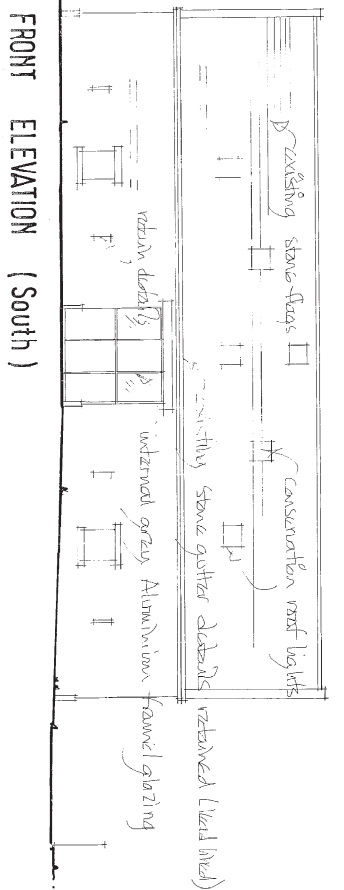 existing stone flags
conservation roof lights
existing stone gutter details retained (lead lined)
retain details
internal area, Aluminium framed glazing
FRONT ELEVATION (South)